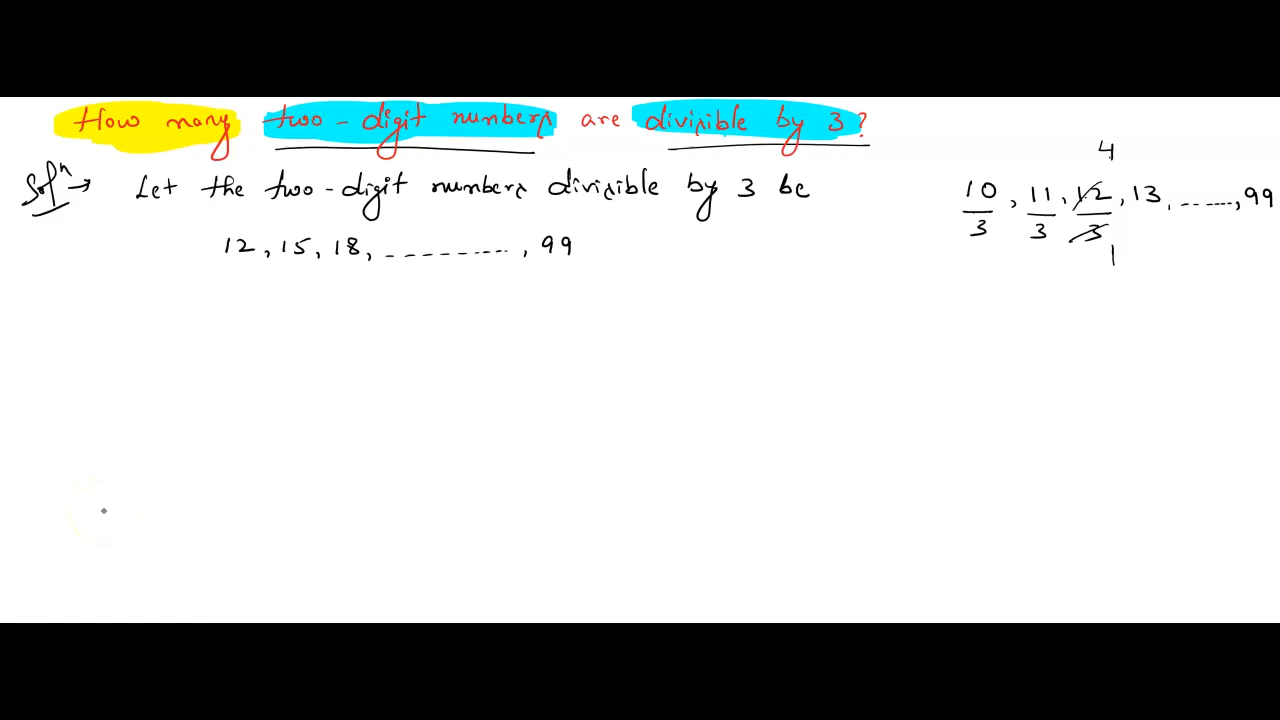 How many two-digit numbers are divisible by 3?
Solⁿ → Let the two-digit numbers divisible by 3 be
12, 15, 18, ----------, 99
4
10/3, 11/3, 12/3, 13, ......, 99
1